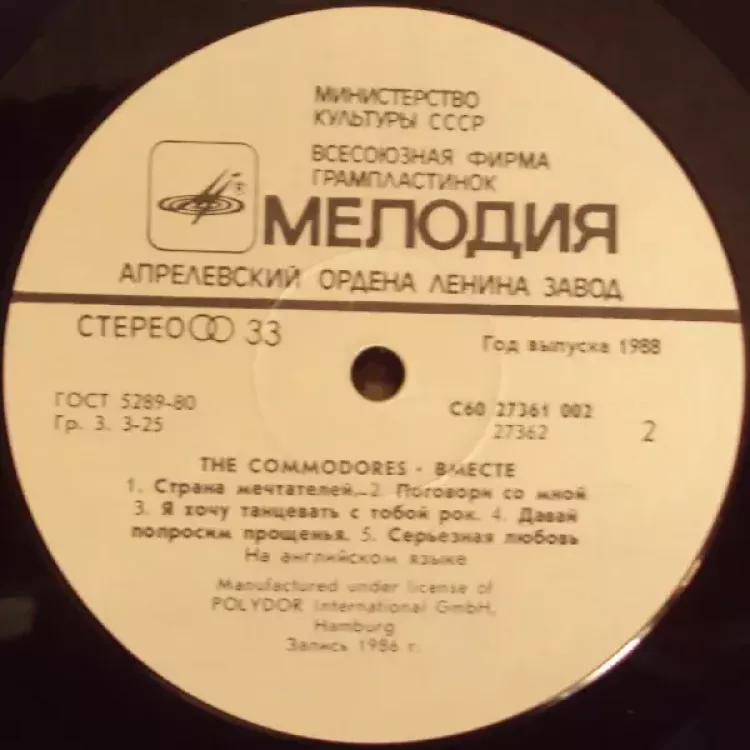 МИНИСТЕРСТВО
КУЛЬТУРЫ СССР
ВСЕСОЮЗНАЯ ФИРМА
ГРАМПЛАСТИНОК
®
МЕЛОДИЯ
АПРЕЛЕВСКИЙ ОРДЕНА ЛЕНИНА ЗАВОД
СТЕРЕО 33
Год выпуска 1988
ГОСТ 5289-80
Гр. 3. 3-25
С60 27361 002
27362
2
THE COMMODORES - ВМЕСТЕ
1. Страна мечтателей. 2. Поговори со мной
3. Я хочу танцевать с тобой рок. 4. Давай
попросим прощенья. 5. Серьезная любовь
На английском языке
Manufactured under license of
POLYDOR International GmbH,
Hamburg
Запись 1986 г.